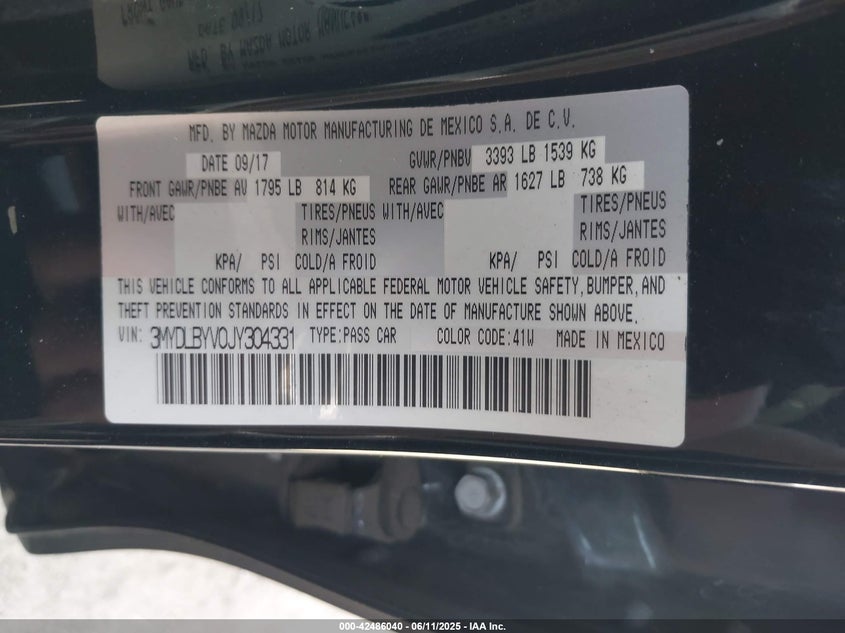 MFD. BY MAZDA MOTOR MANUFACTURING DE MEXICO S.A. DE C.V.
DATE 09/17 GVWR/PNBV 3393 LB 1539 KG
FRONT GAWR/PNBE AV 1795 LB 814 KG REAR GAWR/PNBE AR 1627 LB 738 KG
WITH/AVEC TIRES/PNEUS WITH/AVEC TIRES/PNEUS
RIMS/JANTES RIMS/JANTES
KPA/ PSI COLD/A FROID KPA/ PSI COLD/A FROID
THIS VEHICLE CONFORMS TO ALL APPLICABLE FEDERAL MOTOR VEHICLE SAFETY, BUMPER, AND
THEFT PREVENTION STANDARDS IN EFFECT ON THE DATE OF MANUFACTURE SHOWN ABOVE.
VIN: 3MYDLBYV0JY304331 TYPE:PASS CAR COLOR CODE:41W MADE IN MEXICO
000-42486040 - 06/11/2025 - IAA Inc.